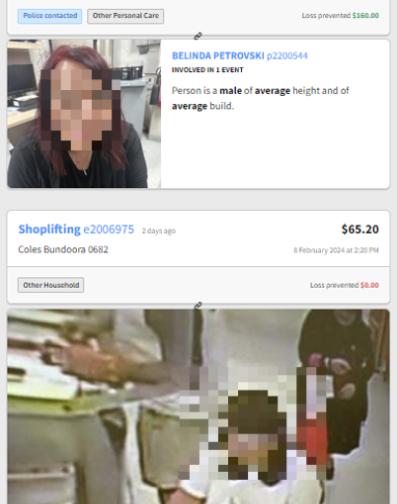 Police contacted Other Personal Care Loss prevented $160.00
BELINDA PETROVSKI p2200544
INVOLVED IN 1 EVENT
Person is a male of average height and of
average build.
Shoplifting e2006975 2 days ago $65.20
Coles Bundoora 0682 8 February 2024 at 2:20 PM
Other Household Loss prevented $0.00